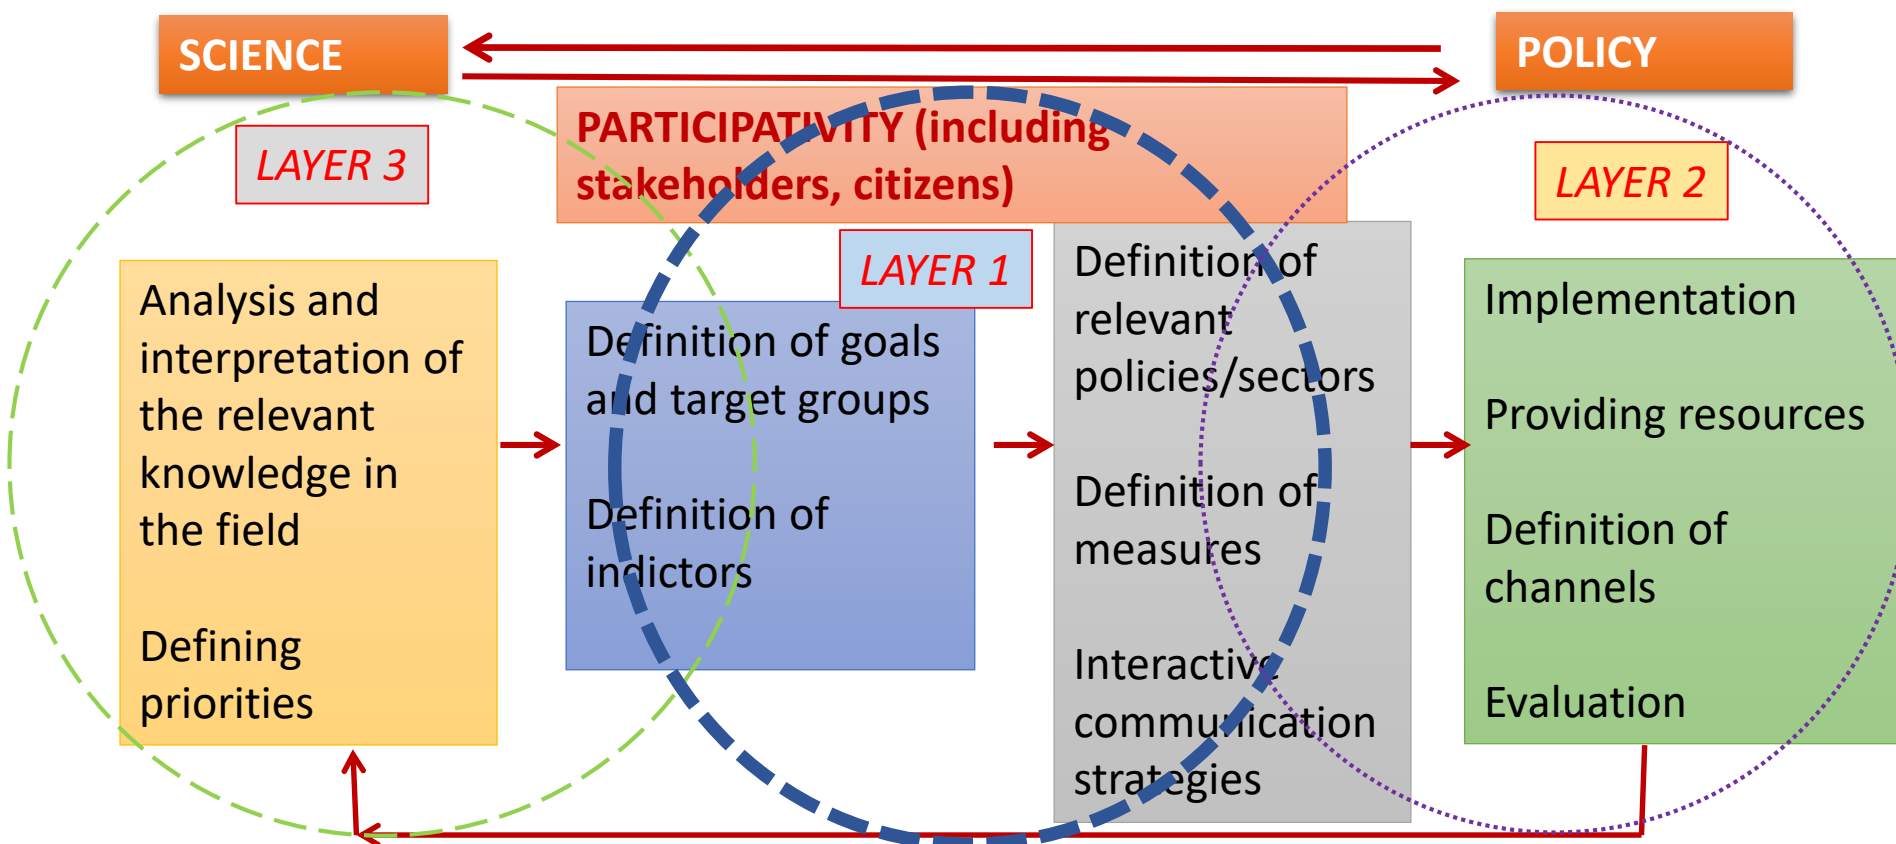 SCIENCE
POLICY
PARTICIPATIVITY (including
stakeholders, citizens)
LAYER 3
LAYER 1
LAYER 2
Analysis and
interpretation of
the relevant
knowledge in
the field
Defining
priorities
Definition of goals
and target groups
Definition of
indictors
Definition of
relevant
policies/sectors
Definition of
measures
Interactive
communication
strategies
Implementation
Providing resources
Definition of
channels
Evaluation